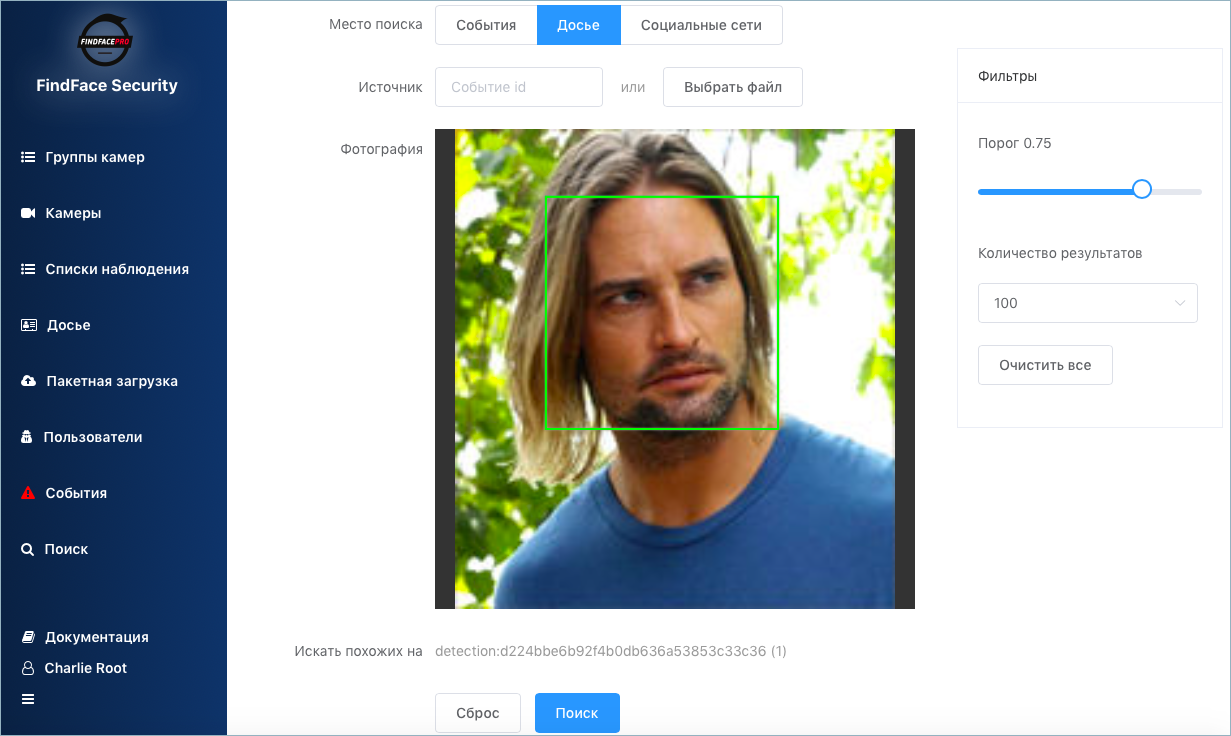 FINDFACEPRO
FindFace Security
Группы камер
Камеры
Списки наблюдения
Досье
Пакетная загрузка
Пользователи
События
Поиск
Документация
Charlie Root
Место поиска События Досье Социальные сети
Источник Событие id или Выбрать файл
Фотография
Искать похожих на detection:d224bbe6b92f4b0db636a53853c33c36 (1)
Сброс Поиск
Фильтры
Порог 0.75
Количество результатов
100
Очистить все